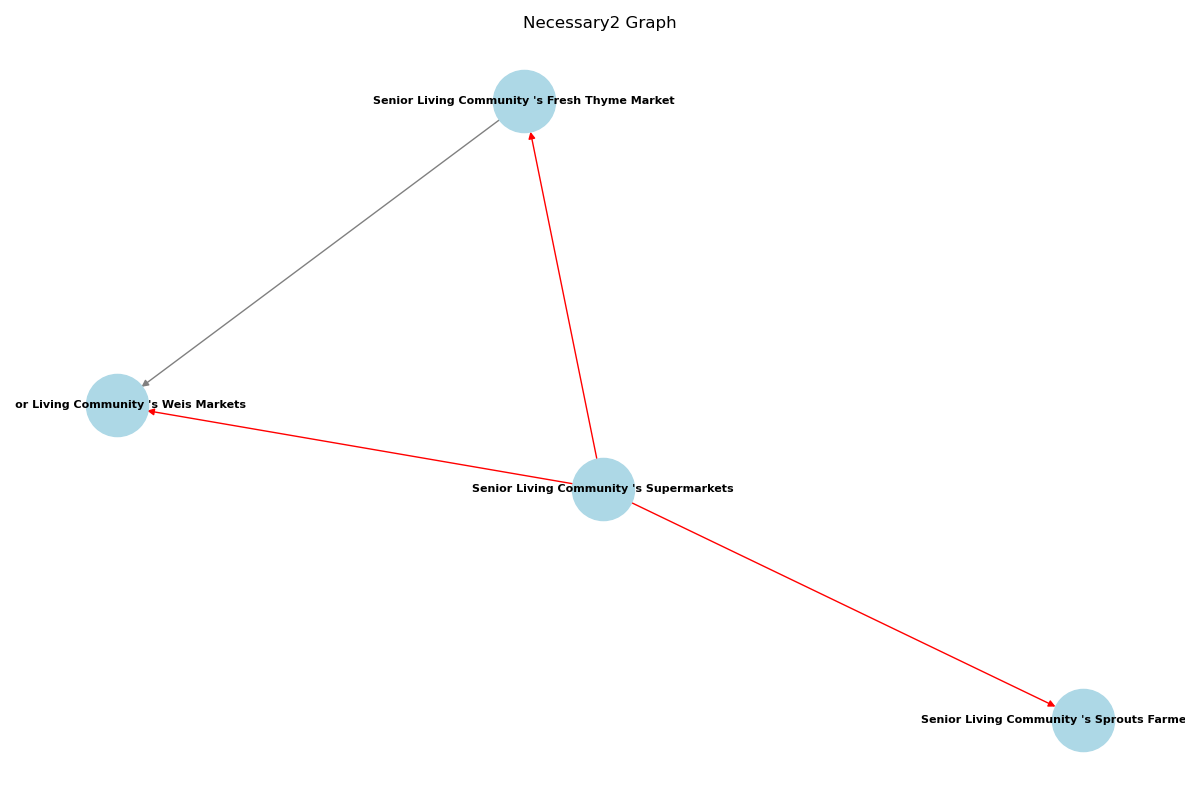 Necessary2 Graph
Senior Living Community 's Fresh Thyme Market
or Living Community 's Weis Markets
Senior Living Community 's Supermarkets
Senior Living Community 's Sprouts Farme